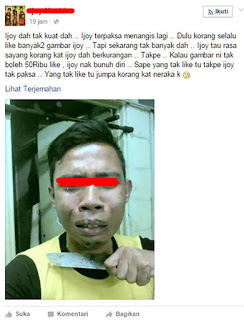 Ikuti
19 jam
Ijoy dah tak kuat dah .. Ijoy terpaksa menangis lagi .. Dulu korang selalu
like banyak2 gambar ijoy .. Tapi sekarang tak banyak dah .. Ijoy tau rasa
sayang korang kat ijoy dah berkurangan .. Takpe .. Kalau gambar ni tak
boleh 50Ribu like , ijoy nak bunuh diri .. Sape yang tak like tu takpe ijoy
tak paksa .. Yang tak like tu jumpa korang kat neraka k
Lihat Terjemahan
Suka Komentari Bagikan